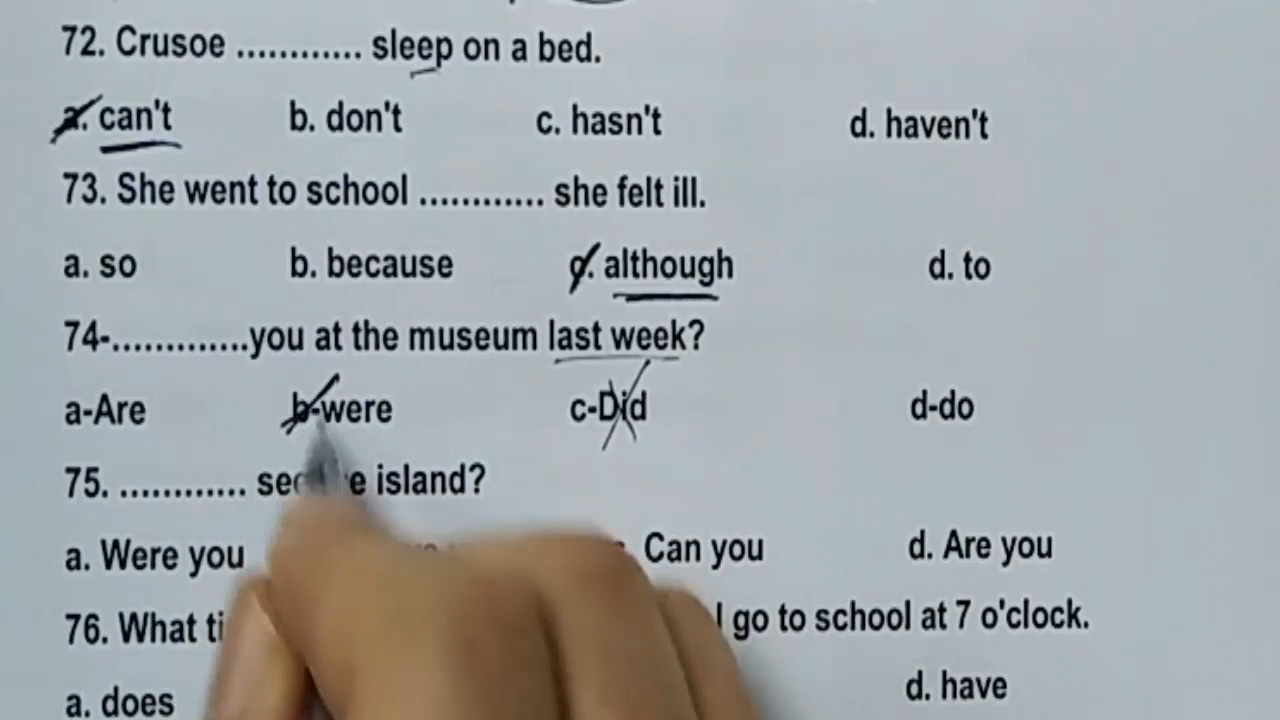 72. Crusoe ............ sleep on a bed.
a. can't b. don't c. hasn't d. haven't
73. She went to school ............ she felt ill.
a. so b. because c. although d. to
74-.............you at the museum last week?
a-Are b-were c-Did d-do
75. ............ island?
a. Were you Can you d. Are you
76. What I go to school at 7 o'clock.
a. does d. have